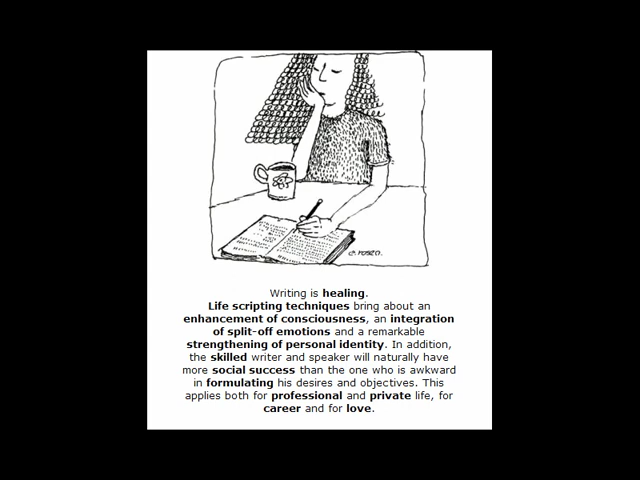 e. roszo.
Writing is healing.
Life scripting techniques bring about an
enhancement of consciousness, an integration
of split-off emotions and a remarkable
strengthening of personal identity. In addition,
the skilled writer and speaker will naturally have
more social success than the one who is awkward
in formulating his desires and objectives. This
applies both for professional and private life, for
career and for love.